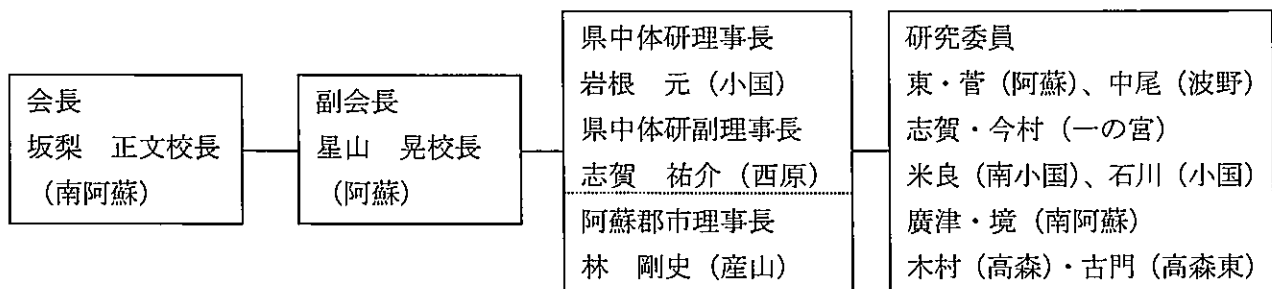 会長
坂梨　正文校長
（南阿蘇）
副会長
星山　晃校長
（阿蘇）
県中体研理事長
岩根　元（小国）
県中体研副理事長
志賀　祐介（西原）
阿蘇郡市理事長
林　剛史（産山）
研究委員
東・菅（阿蘇）、中尾（波野）
志賀・今村（一の宮）
米良（南小国）、石川（小国）
廣津・境（南阿蘇）
木村（高森）・古門（高森東）